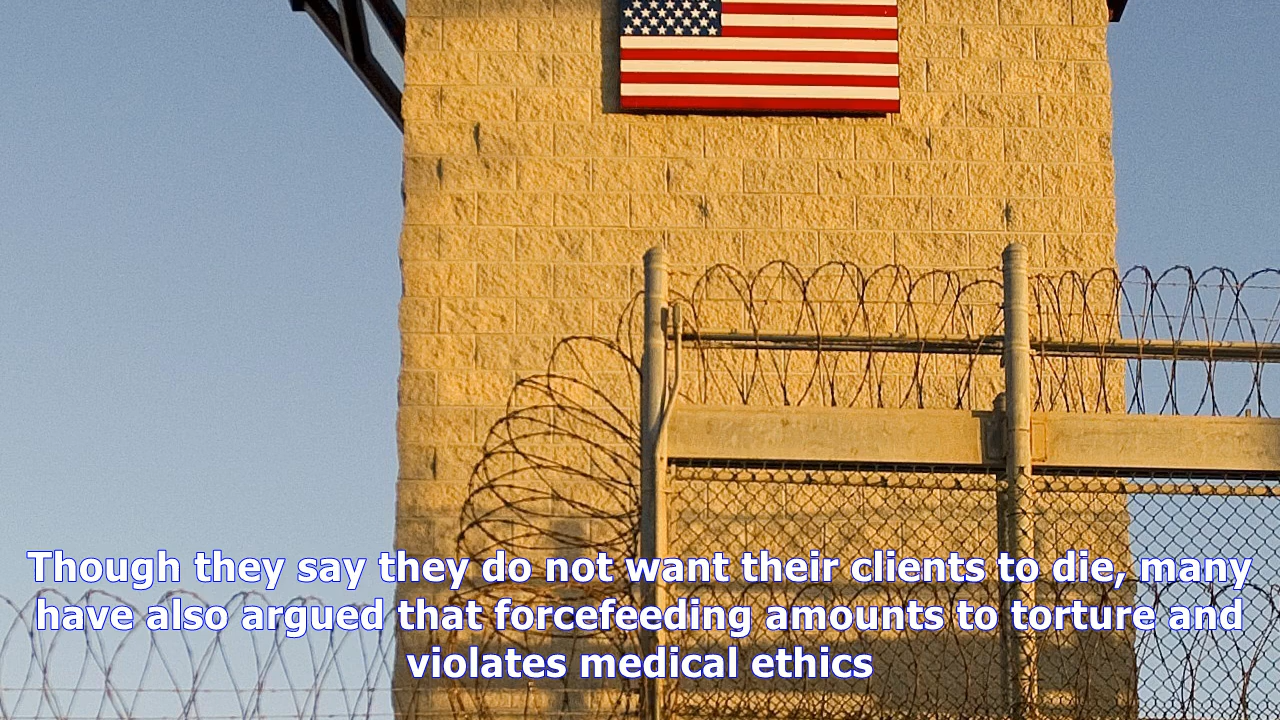 Though they say they do not want their clients to die, many
have also argued that forcefeeding amounts to torture and
violates medical ethics